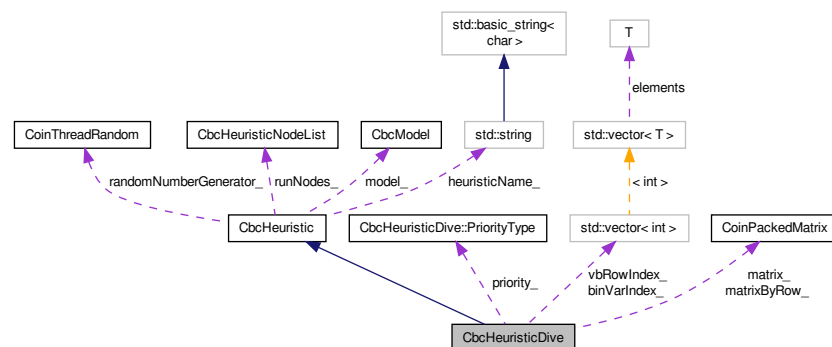 std::basic_string<
char >
T
elements
CoinThreadRandom
CbcHeuristicNodeList
CbcModel
std::string
std::vector< T >
randomNumberGenerator_
runNodes_
model_
heuristicName_
< int >
CbcHeuristic
CbcHeuristicDive::PriorityType
std::vector< int >
CoinPackedMatrix
priority_
vbRowIndex_
binVarIndex_
matrix_
matrixByRow_
CbcHeuristicDive